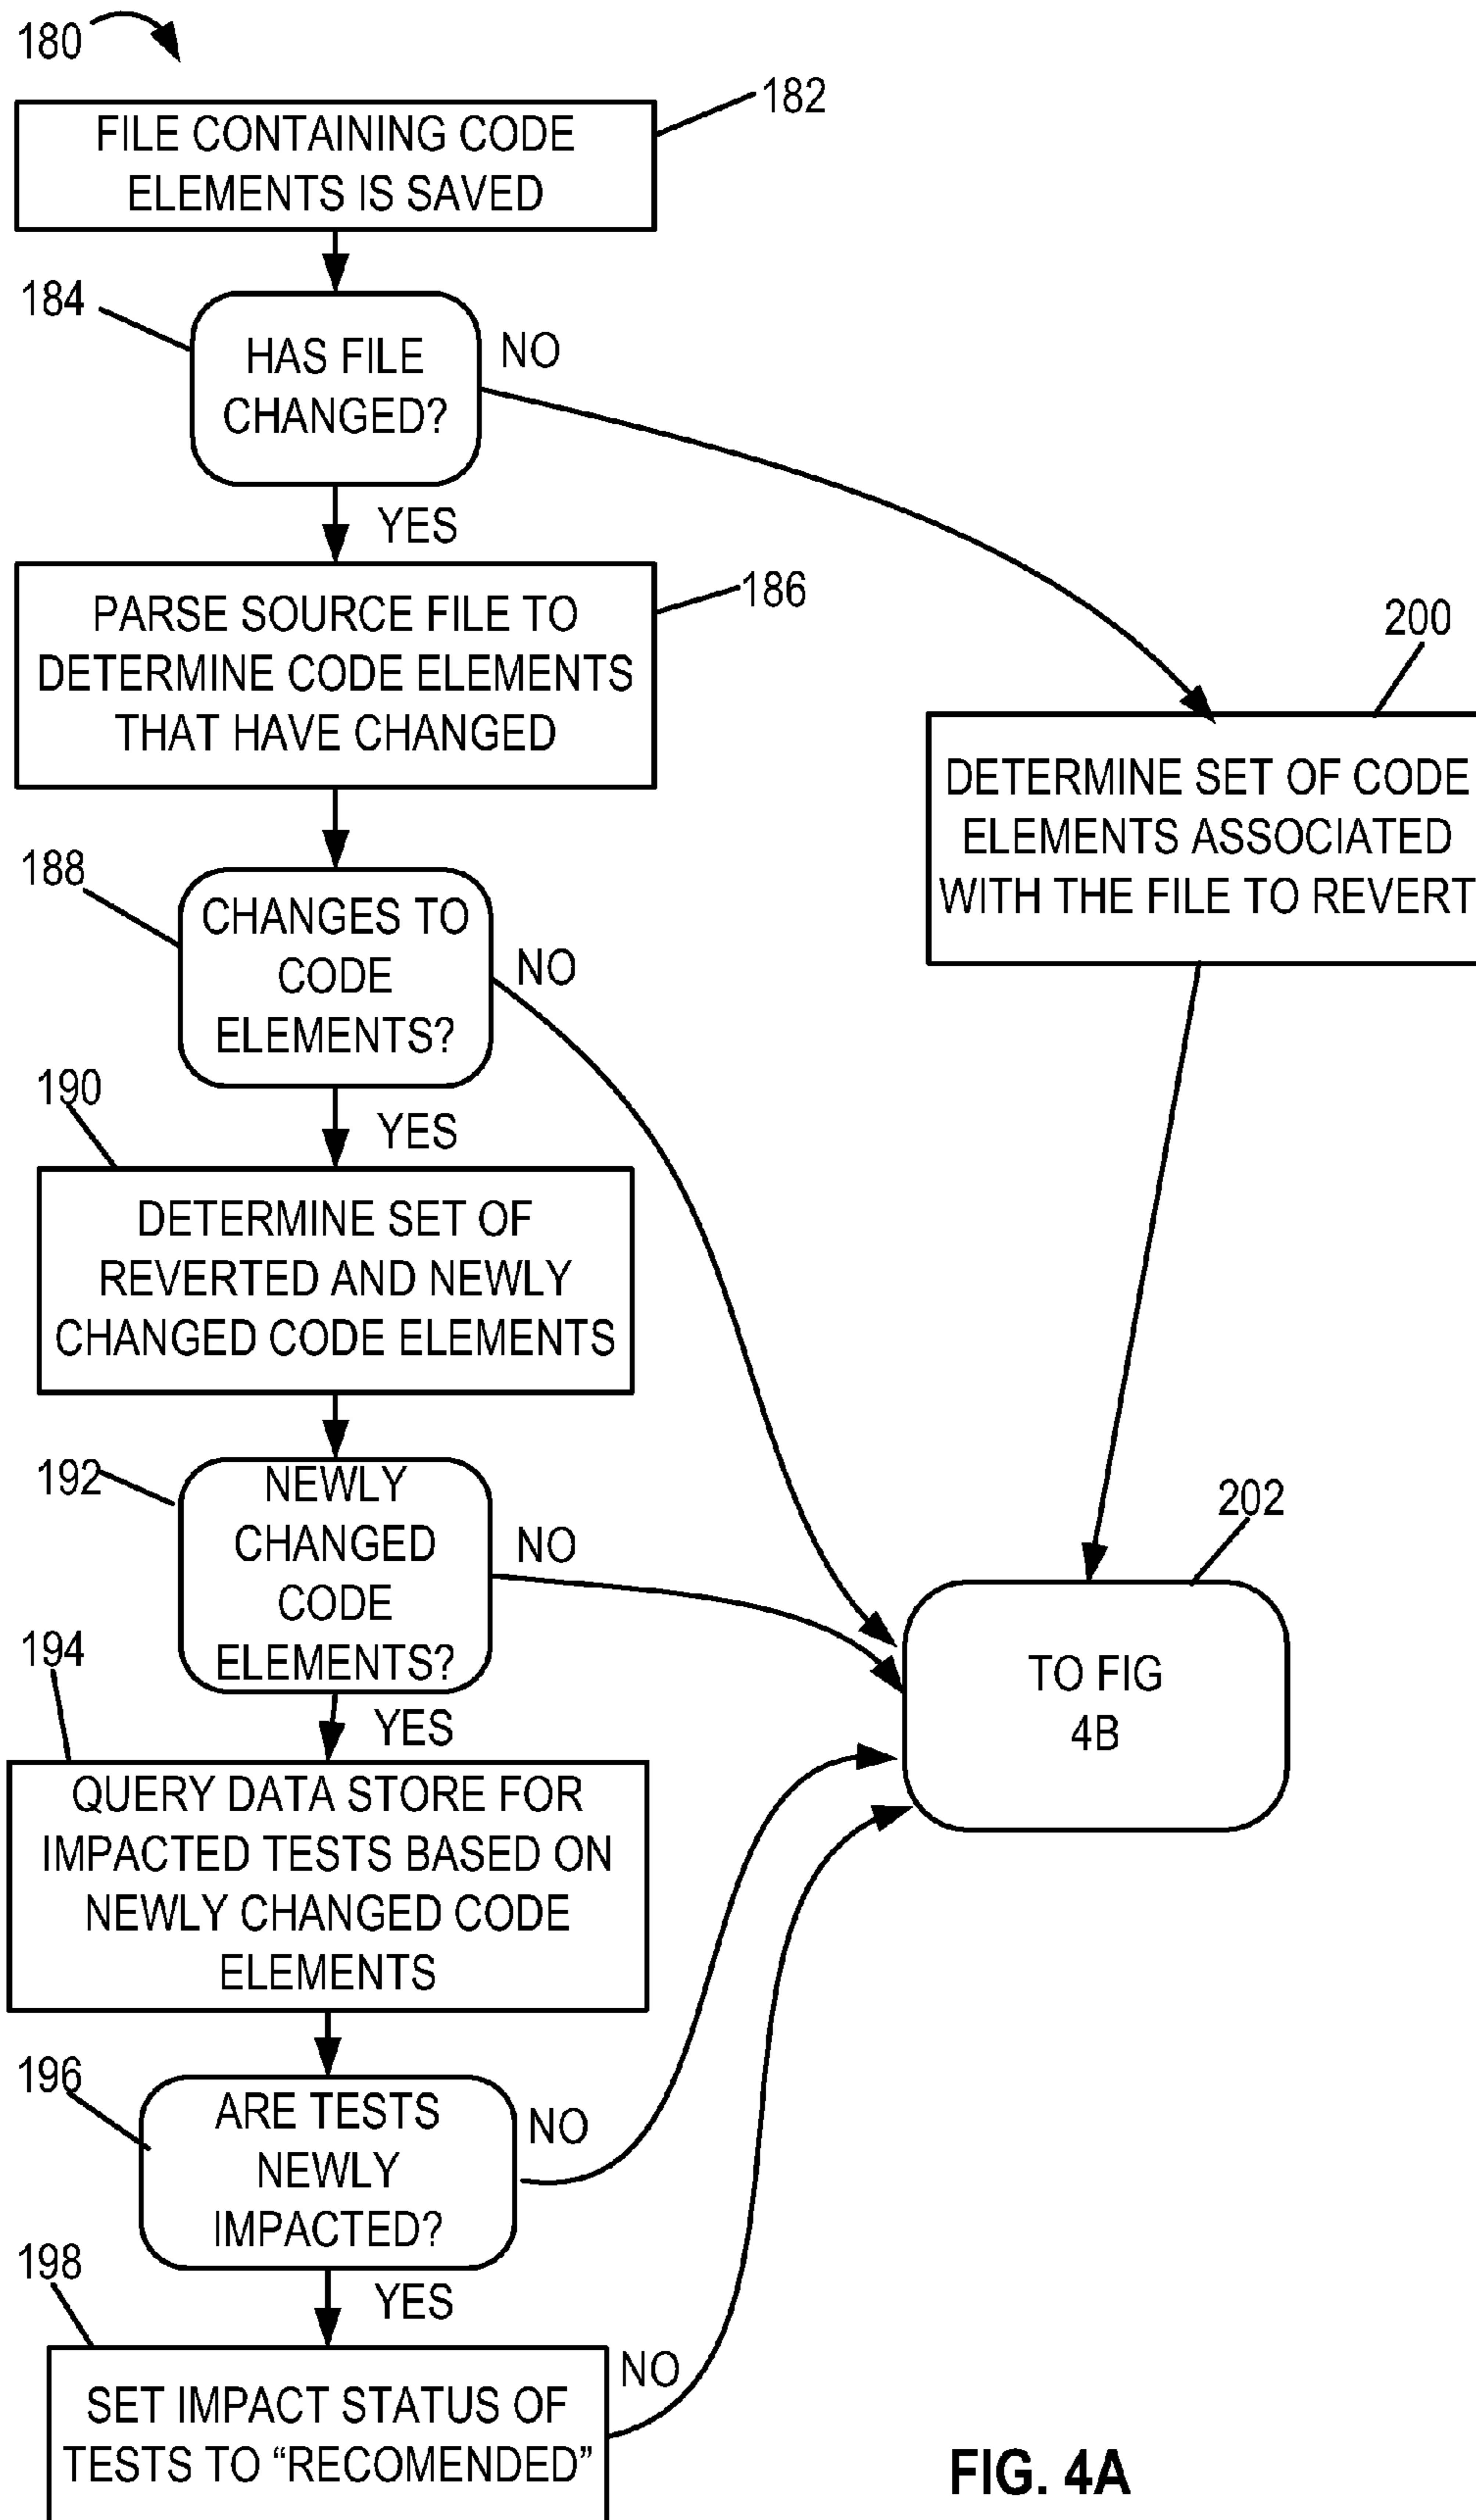 180
182
FILE CONTAINING CODE
ELEMENTS IS SAVED
184
HAS FILE
CHANGED?
NO
YES
186
PARSE SOURCE FILE TO
DETERMINE CODE ELEMENTS
THAT HAVE CHANGED
200
DETERMINE SET OF CODE
ELEMENTS ASSOCIATED
WITH THE FILE TO REVERT
188
CHANGES TO
CODE
ELEMENTS?
NO
YES
190
DETERMINE SET OF
REVERTED AND NEWLY
CHANGED CODE ELEMENTS
192
NEWLY
CHANGED
CODE
ELEMENTS?
NO
YES
202
TO FIG
4B
194
QUERY DATA STORE FOR
IMPACTED TESTS BASED ON
NEWLY CHANGED CODE
ELEMENTS
196
ARE TESTS
NEWLY
IMPACTED?
NO
YES
198
SET IMPACT STATUS OF
TESTS TO “RECOMENDED”
NO
FIG. 4A